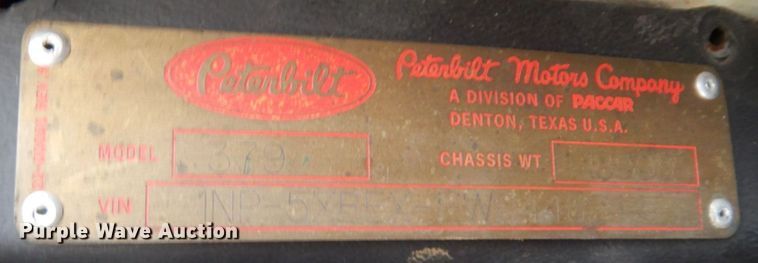 Peterbilt
Peterbilt Motors Company
A DIVISION OF PACCAR
DENTON, TEXAS U.S.A.
MODEL 379 CHASSIS WT
VIN
Purple Wave Auction